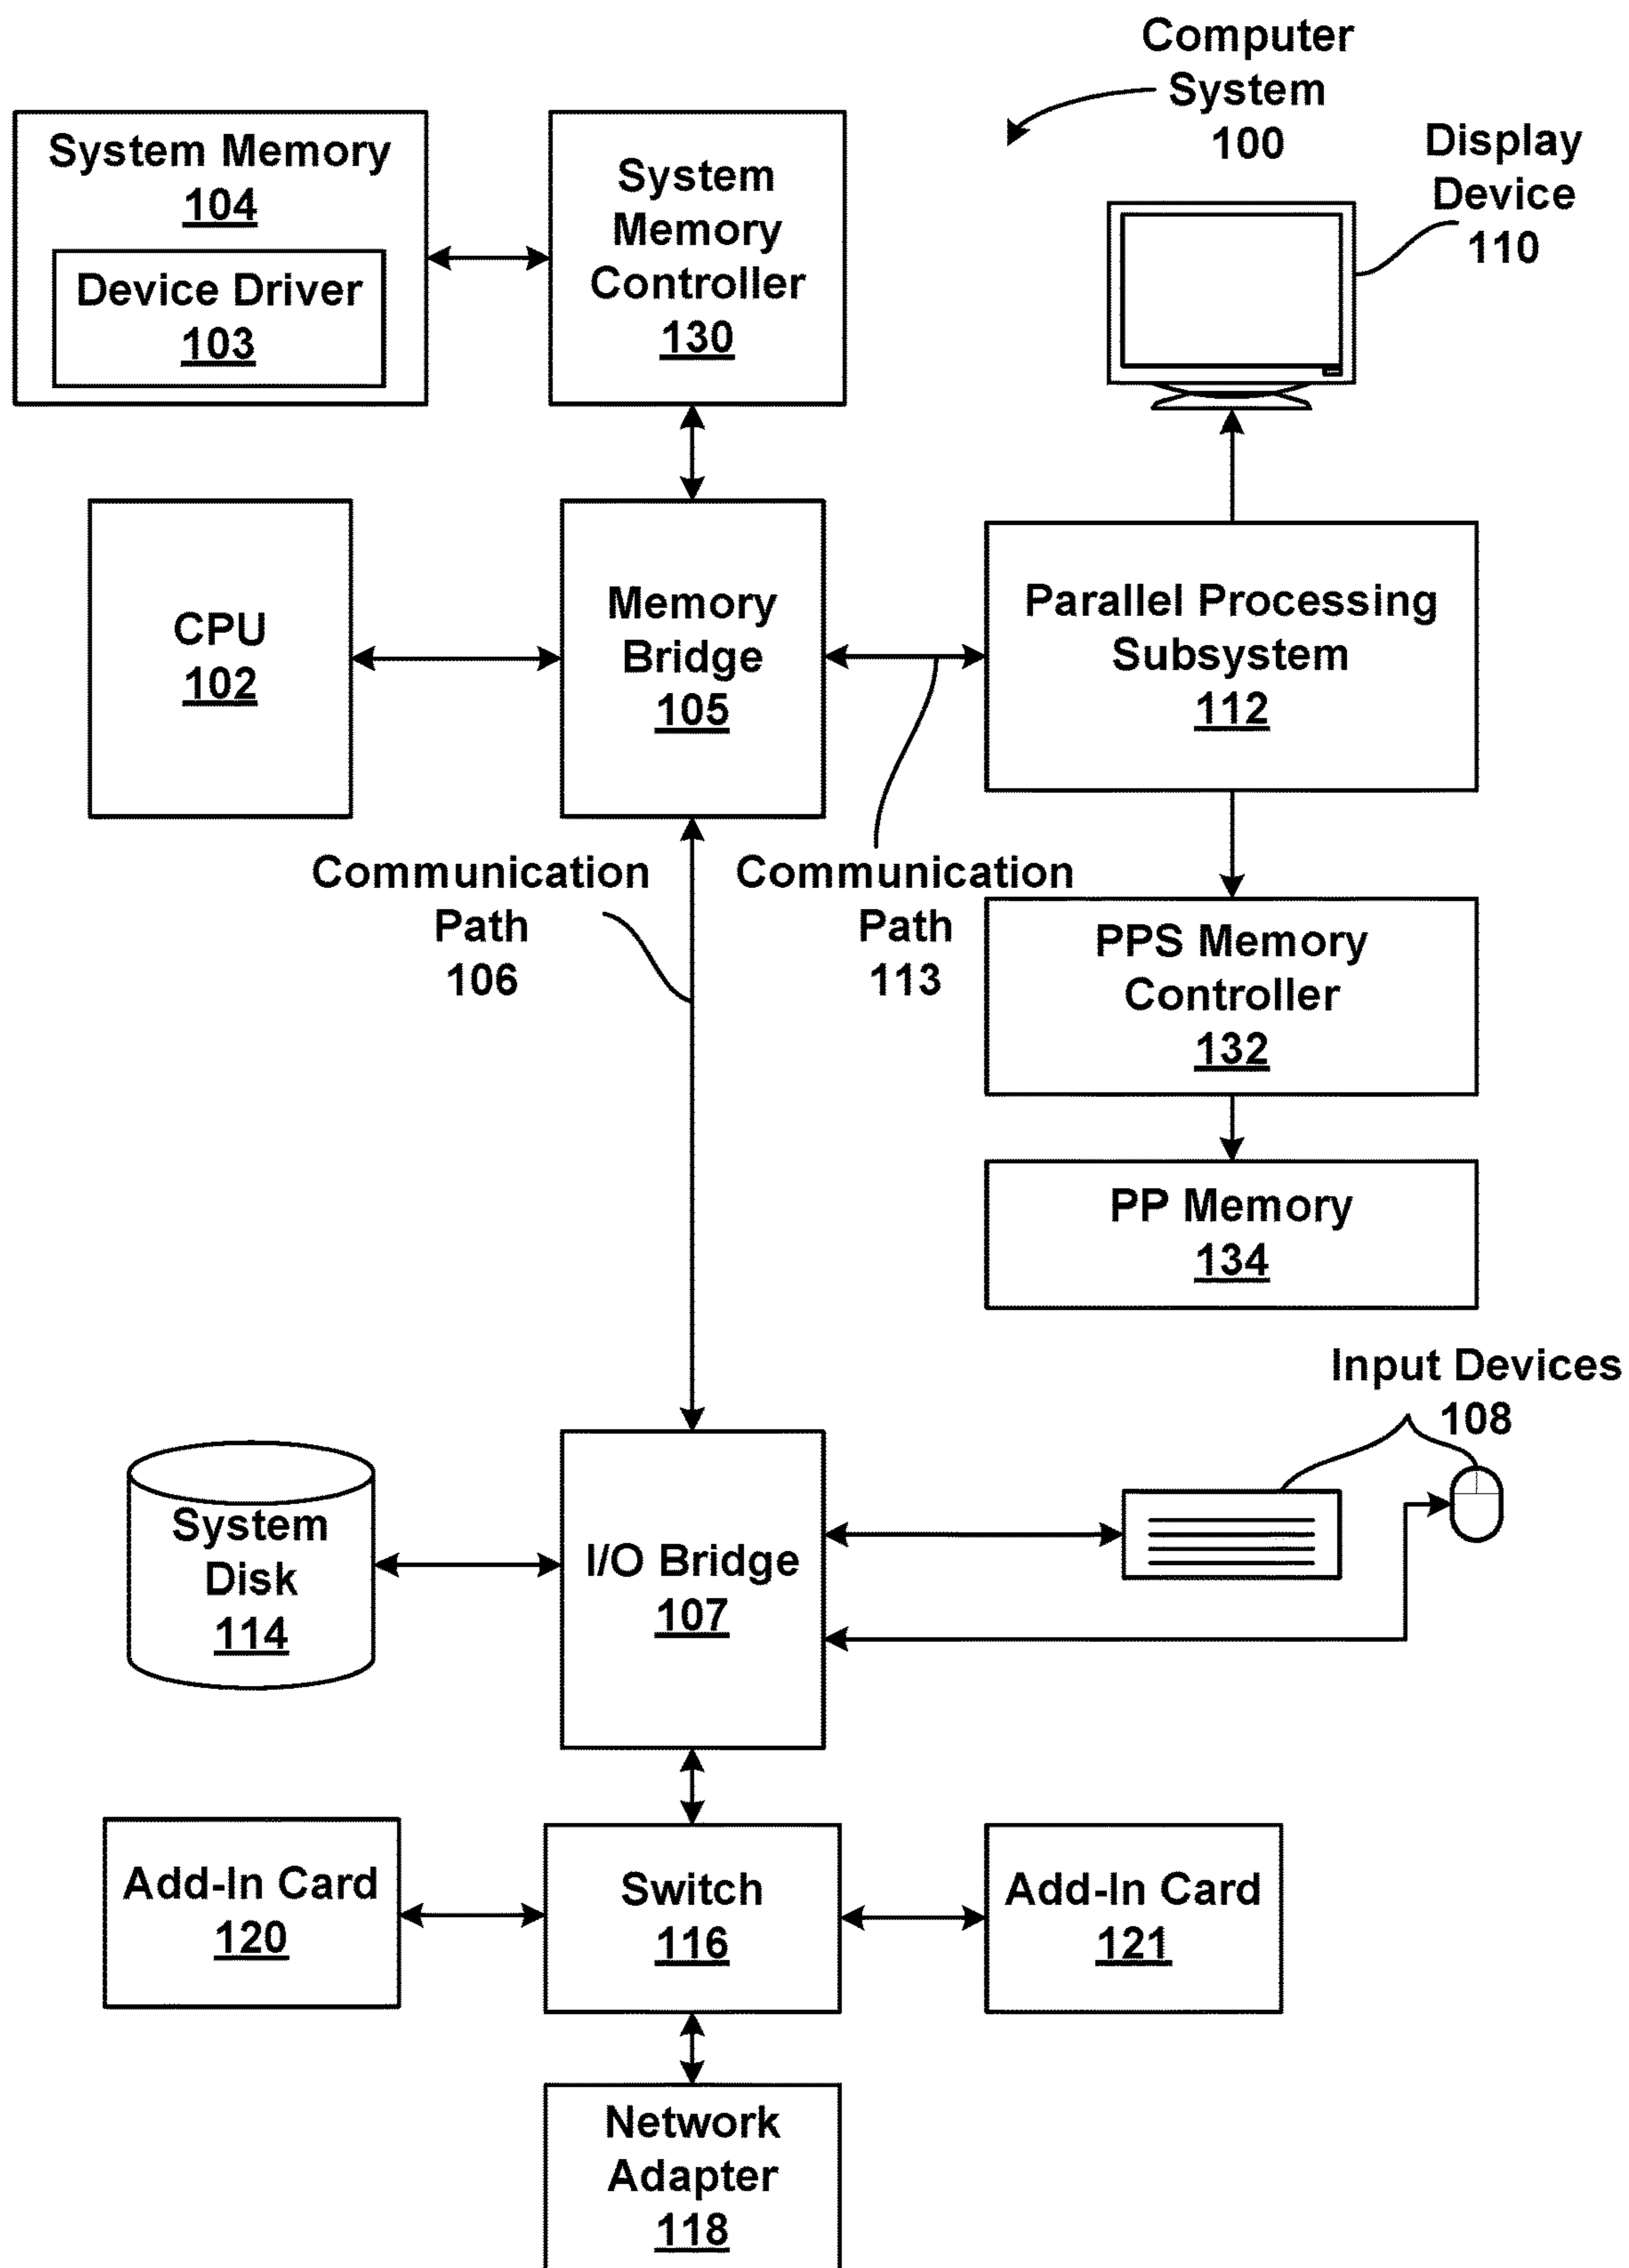 Computer
System
100
Display
Device
110
System Memory
104
Device Driver
103
System
Memory
Controller
130
CPU
102
Memory
Bridge
105
Parallel Processing
Subsystem
112
Communication
Path
106
Communication
Path
113
PPS Memory
Controller
132
PP Memory
134
Input Devices
108
System
Disk
114
I/O Bridge
107
Add-In Card
120
Switch
116
Add-In Card
121
Network
Adapter
118